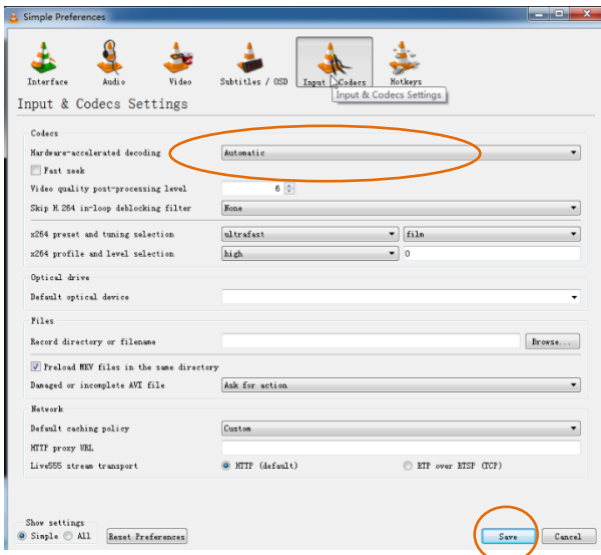 Simple Preferences
Interface Audio Video Subtitles / OSD Input & Codecs Hotkeys
Input & Codecs Settings
Input & Codecs Settings
Codecs
Hardware-accelerated decoding Automatic
Fast seek
Video quality post-processing level 6
Skip H.264 in-loop deblocking filter None
x264 preset and tuning selection ultrafast film
x264 profile and level selection high 0
Optical drive
Default optical device
Files
Record directory or filename Browse...
Preload MKV files in the same directory
Damaged or incomplete AVI file Ask for action
Network
Default caching policy Custom
HTTP proxy URL
Live555 stream transport HTTP (default) RTP over RTSP (TCP)
Show settings
Simple All Reset Preferences Save Cancel